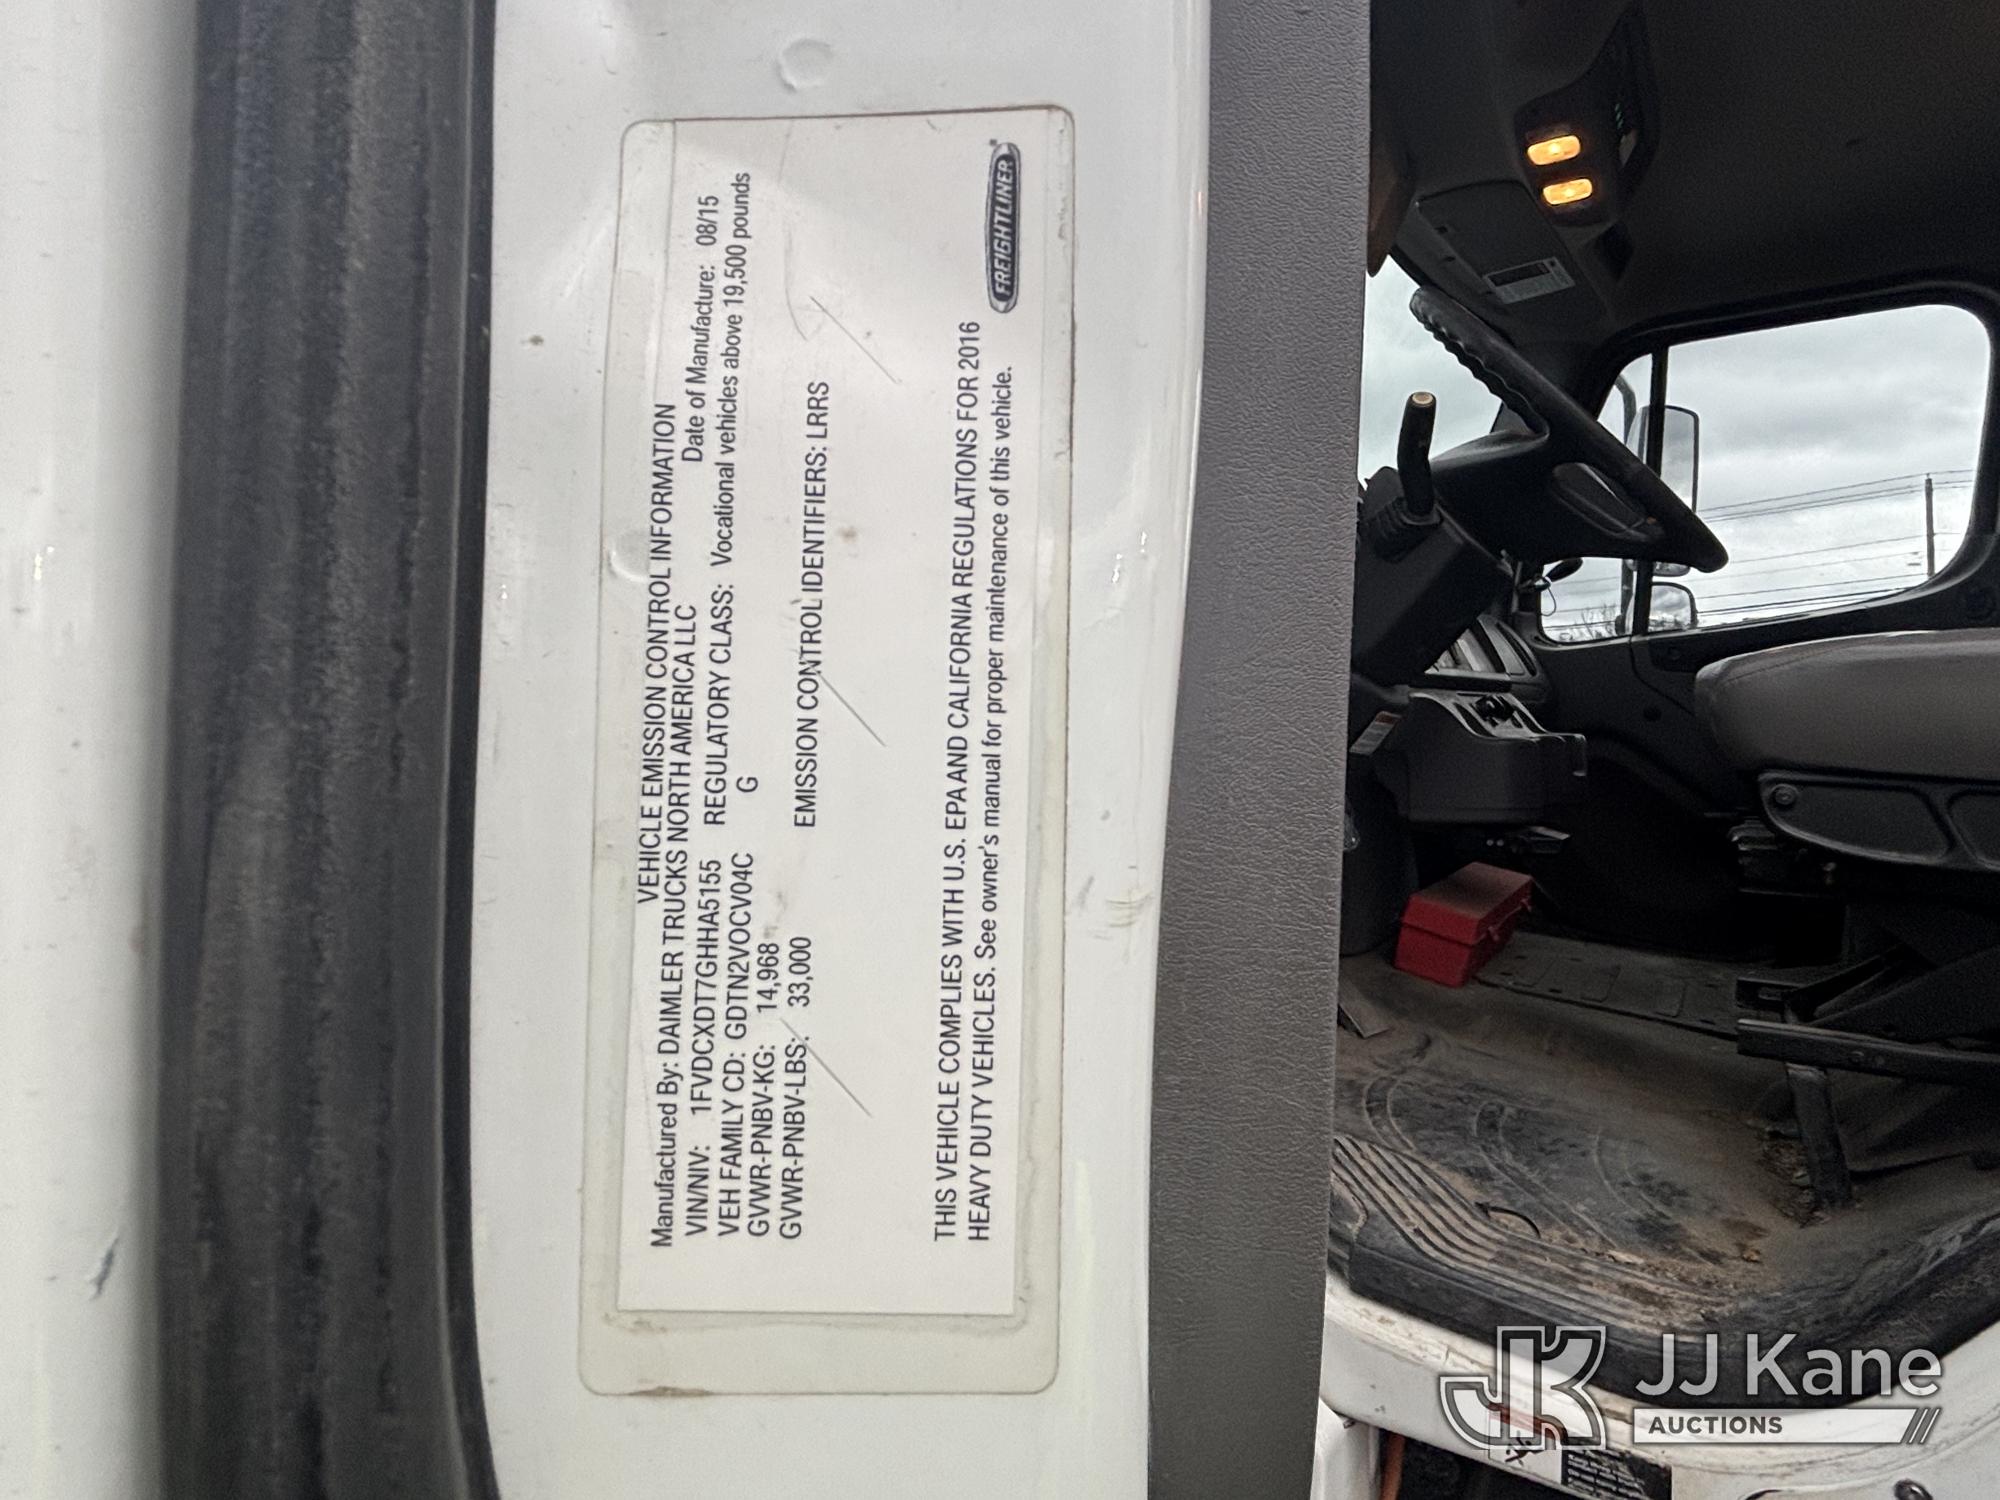 VEHICLE EMISSION CONTROL INFORMATION
Manufactured By: DAIMLER TRUCKS NORTH AMERICA LLC
Date of Manufacture: 08/15
VIN/NIV: 1FVDCXDT7GHHA5155 REGULATORY CLASS: Vocational vehicles above 19,500 pounds
VEH FAMILY CD: GDTN2VOCV04C G
GVWR-PNBV-KG: 14,968
GVWR-PNBV-LBS: 33,000 EMISSION CONTROL IDENTIFIERS: LRRS
THIS VEHICLE COMPLIES WITH U.S. EPA AND CALIFORNIA REGULATIONS FOR 2016
HEAVY DUTY VEHICLES. See owner's manual for proper maintenance of this vehicle.
FREIGHTLINER
JK
JJ Kane
AUCTIONS